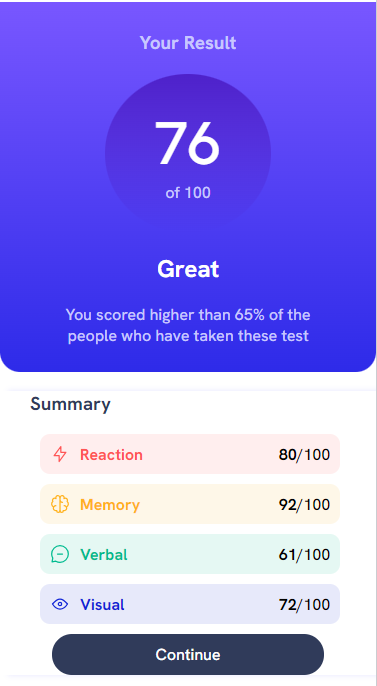 Your Result
76
of 100
Great
You scored higher than 65% of the
people who have taken these test
Summary
Reaction 80/100
Memory 92/100
Verbal 61/100
Visual 72/100
Continue